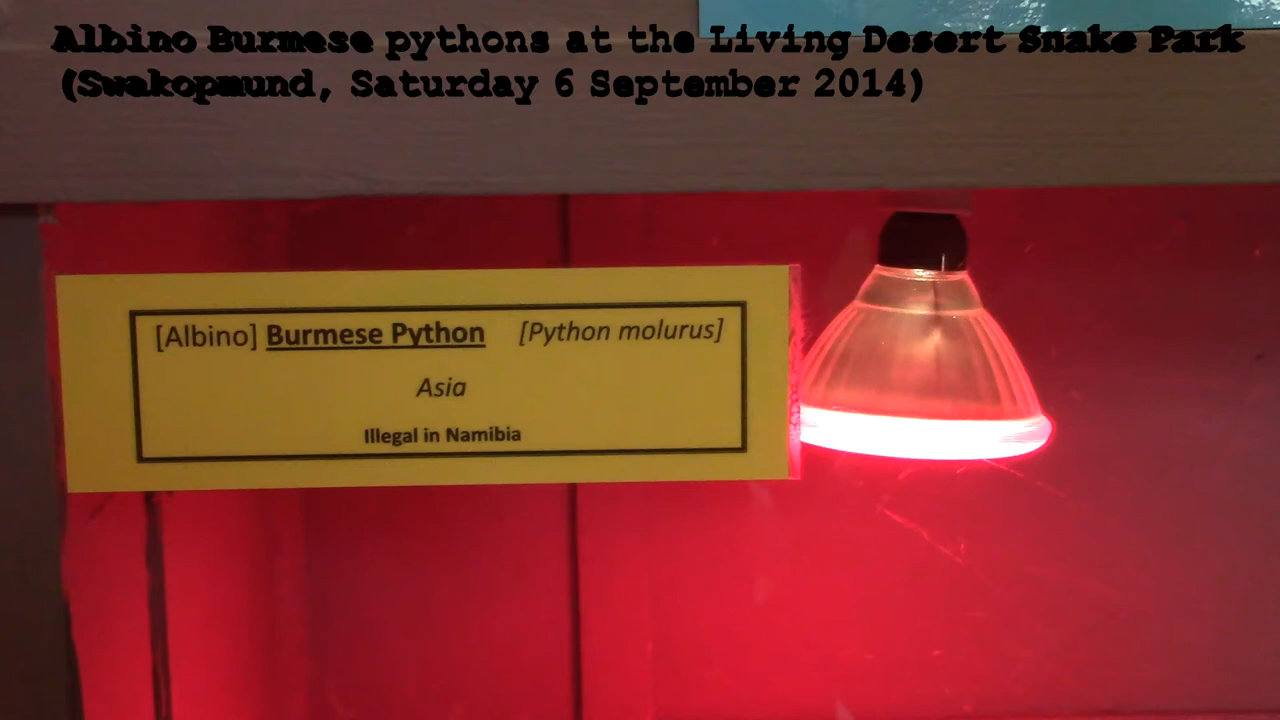 Albino Burmese pythons at the Living Desert Snake Park
(Swakopmund, Saturday 6 September 2014)
[Albino] Burmese Python [Python molurus]
Asia
Illegal in Namibia